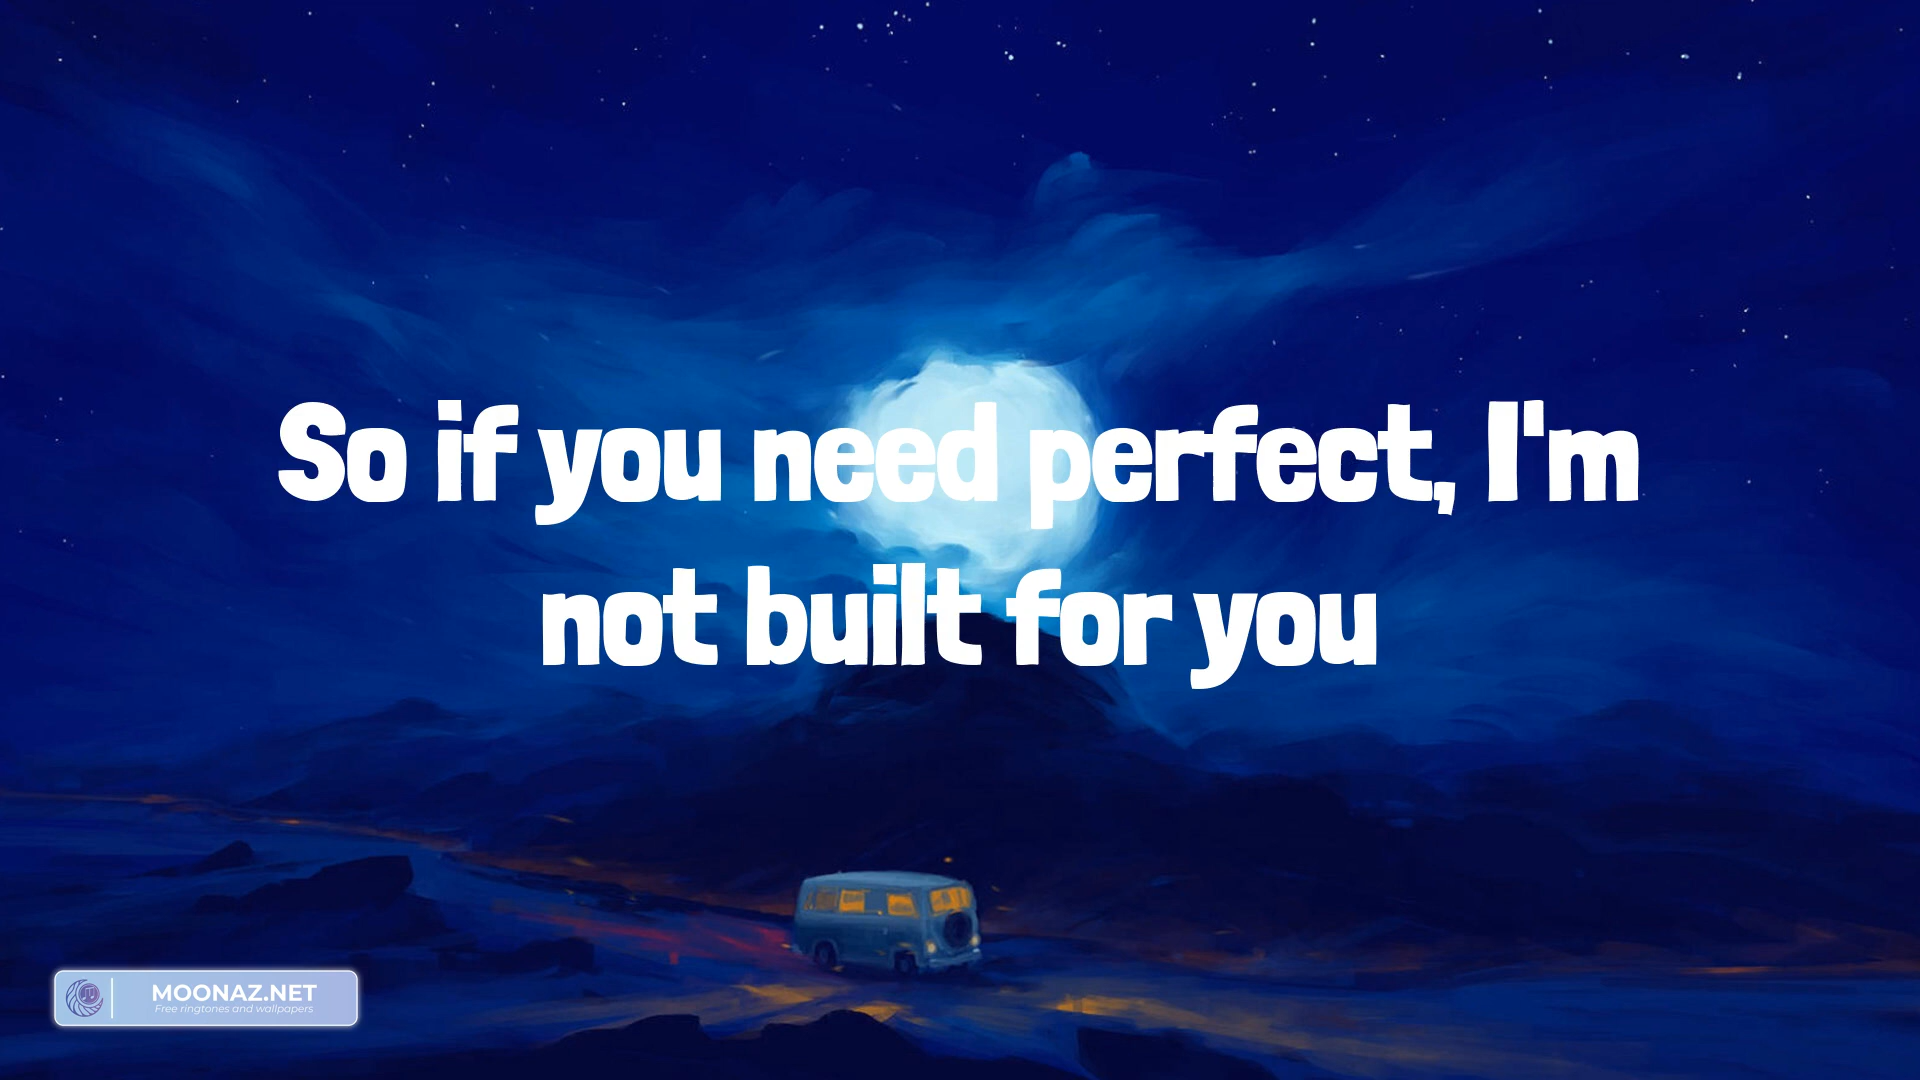 So if you need perfect, I'm
not built for you
MOONAZ.NET
Free ringtones and wallpapers